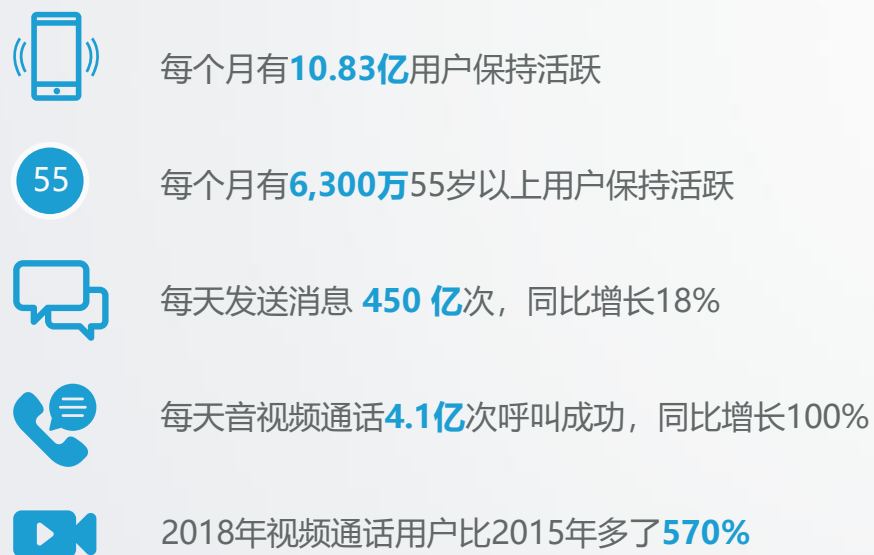 每个月有10.83亿用户保持活跃
55
每个月有6,300万55岁以上用户保持活跃
每天发送消息 450 亿次，同比增长18%
每天音视频通话4.1亿次呼叫成功，同比增长100%
2018年视频通话用户比2015年多了570%